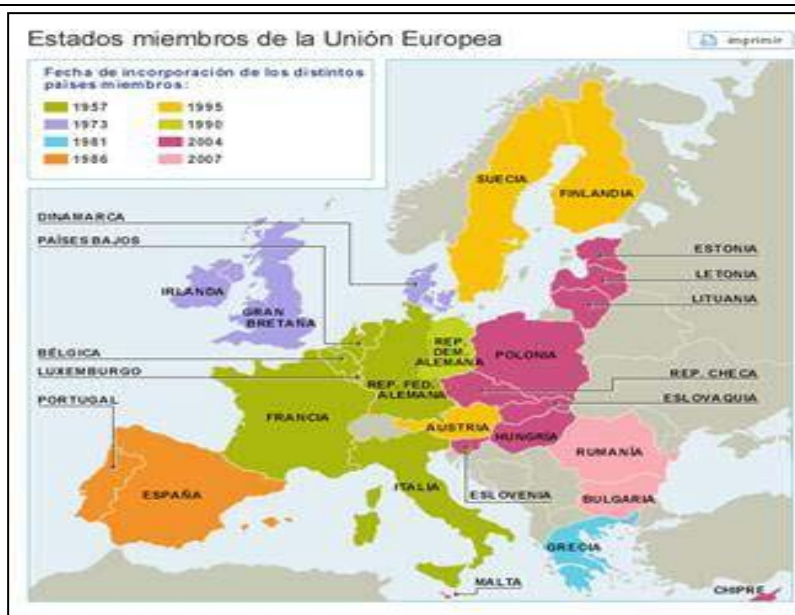 Estados miembros de la Unión Europea
imprimir
Fecha de incorporación de los distintos
países miembros:
1957
1973
1981
1986
1995
1990
2004
2007
SUECIA
FINLANDIA
DINAMARCA
PAÍSES BAJOS
ESTONIA
LETONIA
LITUANIA
IRLANDA
GRAN
BRETAÑA
BÉLGICA
LUXEMBURGO
PORTUGAL
REP.
DEM.
ALEMANA
POLONIA
REP. FED.
ALEMANA
REP. CHECA
ESLOVAQUIA
FRANCIA
AUSTRIA
HUNGRIA
RUMANÍA
ESPAÑA
ITALIA
ESLOVENIA
BULGARIA
GRECIA
MALTA
CHIPRE